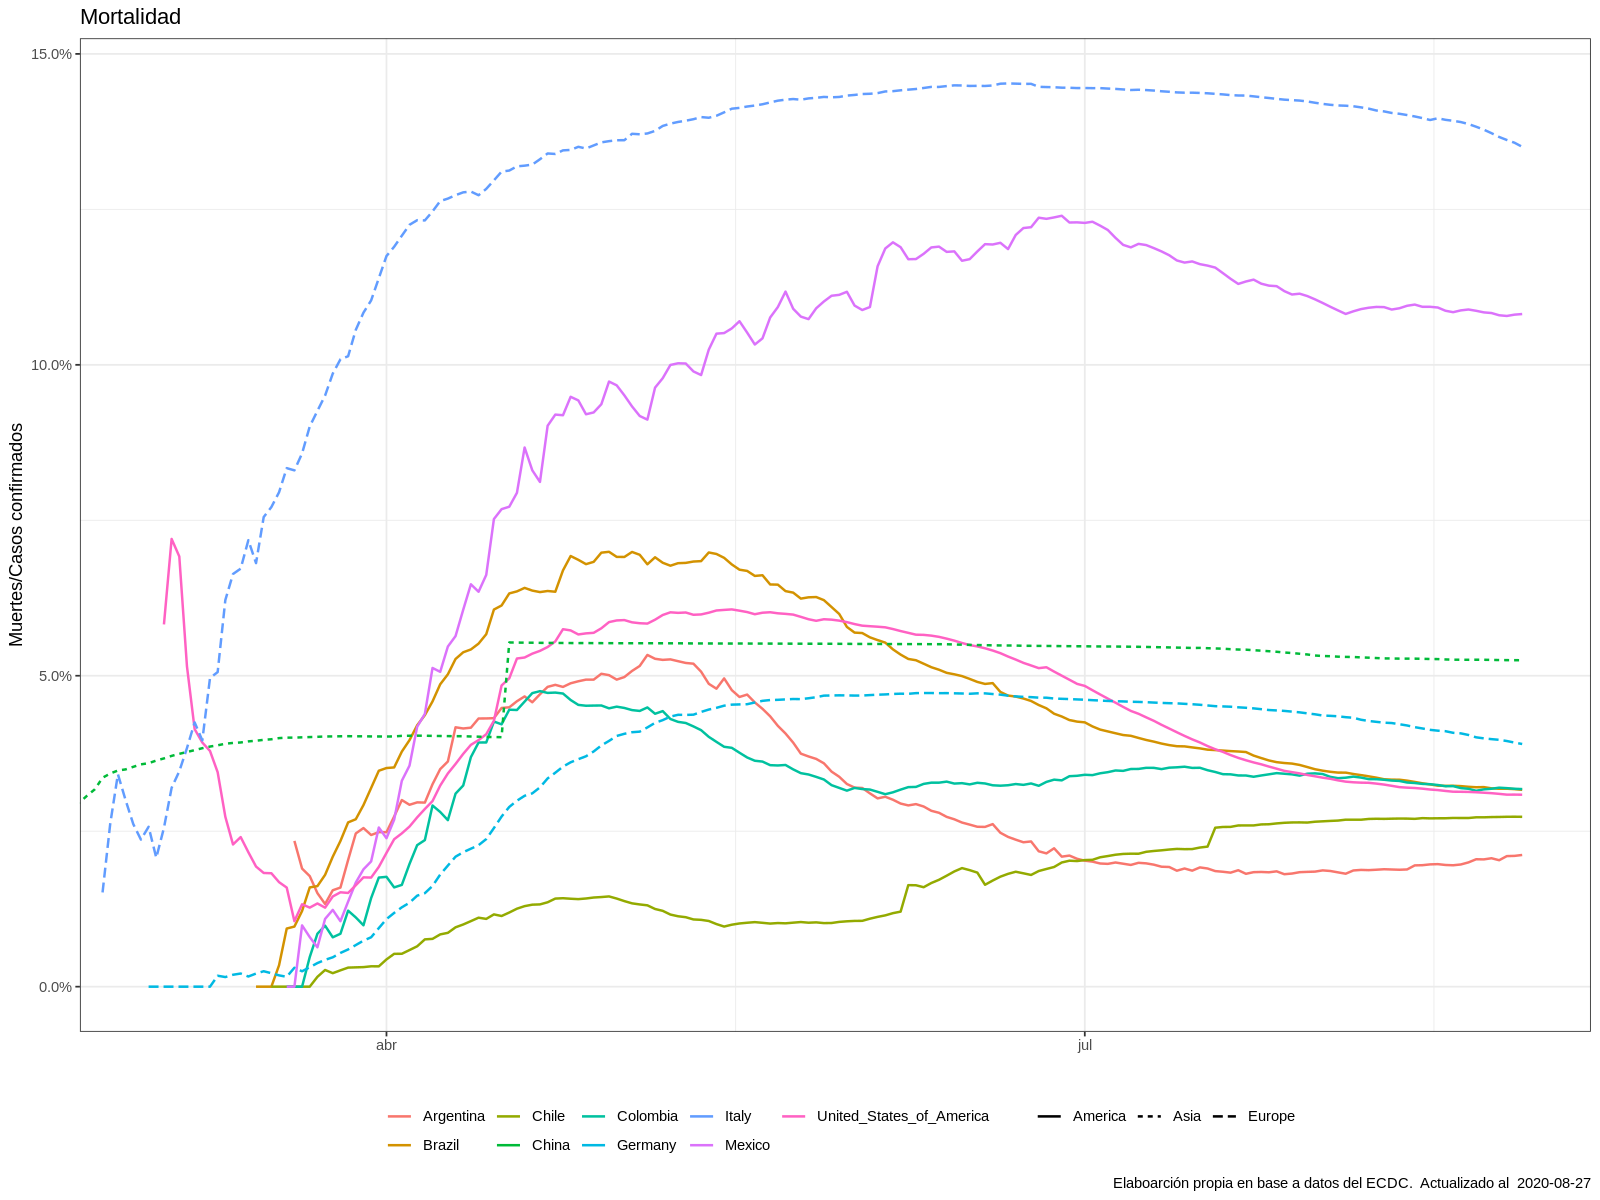 Mortalidad
15.0%
10.0%
5.0%
0.0%
Muertes/Casos confirmados
abr jul
Argentina Chile Colombia Italy United_States_of_America America Asia Europe
Brazil China Germany Mexico
Elaboarción propia en base a datos del ECDC.  Actualizado al  2020-08-27